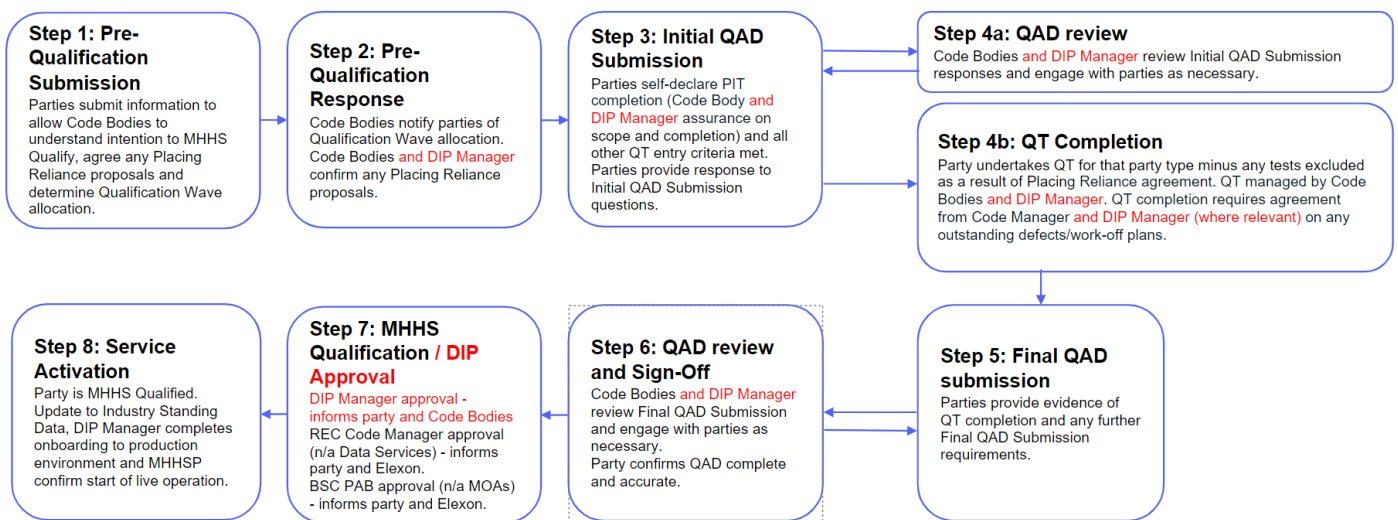 Step 1: Pre-
Qualification
Submission
Parties submit information to
allow Code Bodies to
understand intention to MHHS
Qualify, agree any Placing
Reliance proposals and
determine Qualification Wave
allocation.
Step 2: Pre-
Qualification
Response
Code Bodies notify parties of
Qualification Wave allocation.
Code Bodies and DIP Manager
confirm any Placing Reliance
proposals.
Step 3: Initial QAD
Submission
Parties self-declare PIT
completion (Code Body and
DIP Manager assurance on
scope and completion) and all
other QT entry criteria met.
Parties provide response to
Initial QAD Submission
questions.
Step 4a: QAD review
Code Bodies and DIP Manager review Initial QAD Submission
responses and engage with parties as necessary.
Step 4b: QT Completion
Party undertakes QT for that party type minus any tests excluded
as a result of Placing Reliance agreement. QT managed by Code
Bodies and DIP Manager. QT completion requires agreement
from Code Manager and DIP Manager (where relevant) on any
outstanding defects/work-off plans.
Step 5: Final QAD
submission
Parties provide evidence of
QT completion and any further
Final QAD Submission
requirements.
Step 6: QAD review
and Sign-Off
Code Bodies and DIP Manager
review Final QAD Submission
and engage with parties as
necessary.
Party confirms QAD complete
and accurate.
Step 7: MHHS
Qualification / DIP
Approval
DIP Manager approval -
informs party and Code Bodies
REC Code Manager approval
(n/a Data Services) - informs
party and Elexon.
BSC PAB approval (n/a MOAs)
- informs party and Elexon.
Step 8: Service
Activation
Party is MHHS Qualified.
Update to Industry Standing
Data, DIP Manager completes
onboarding to production
environment and MHHSP
confirm start of live operation.